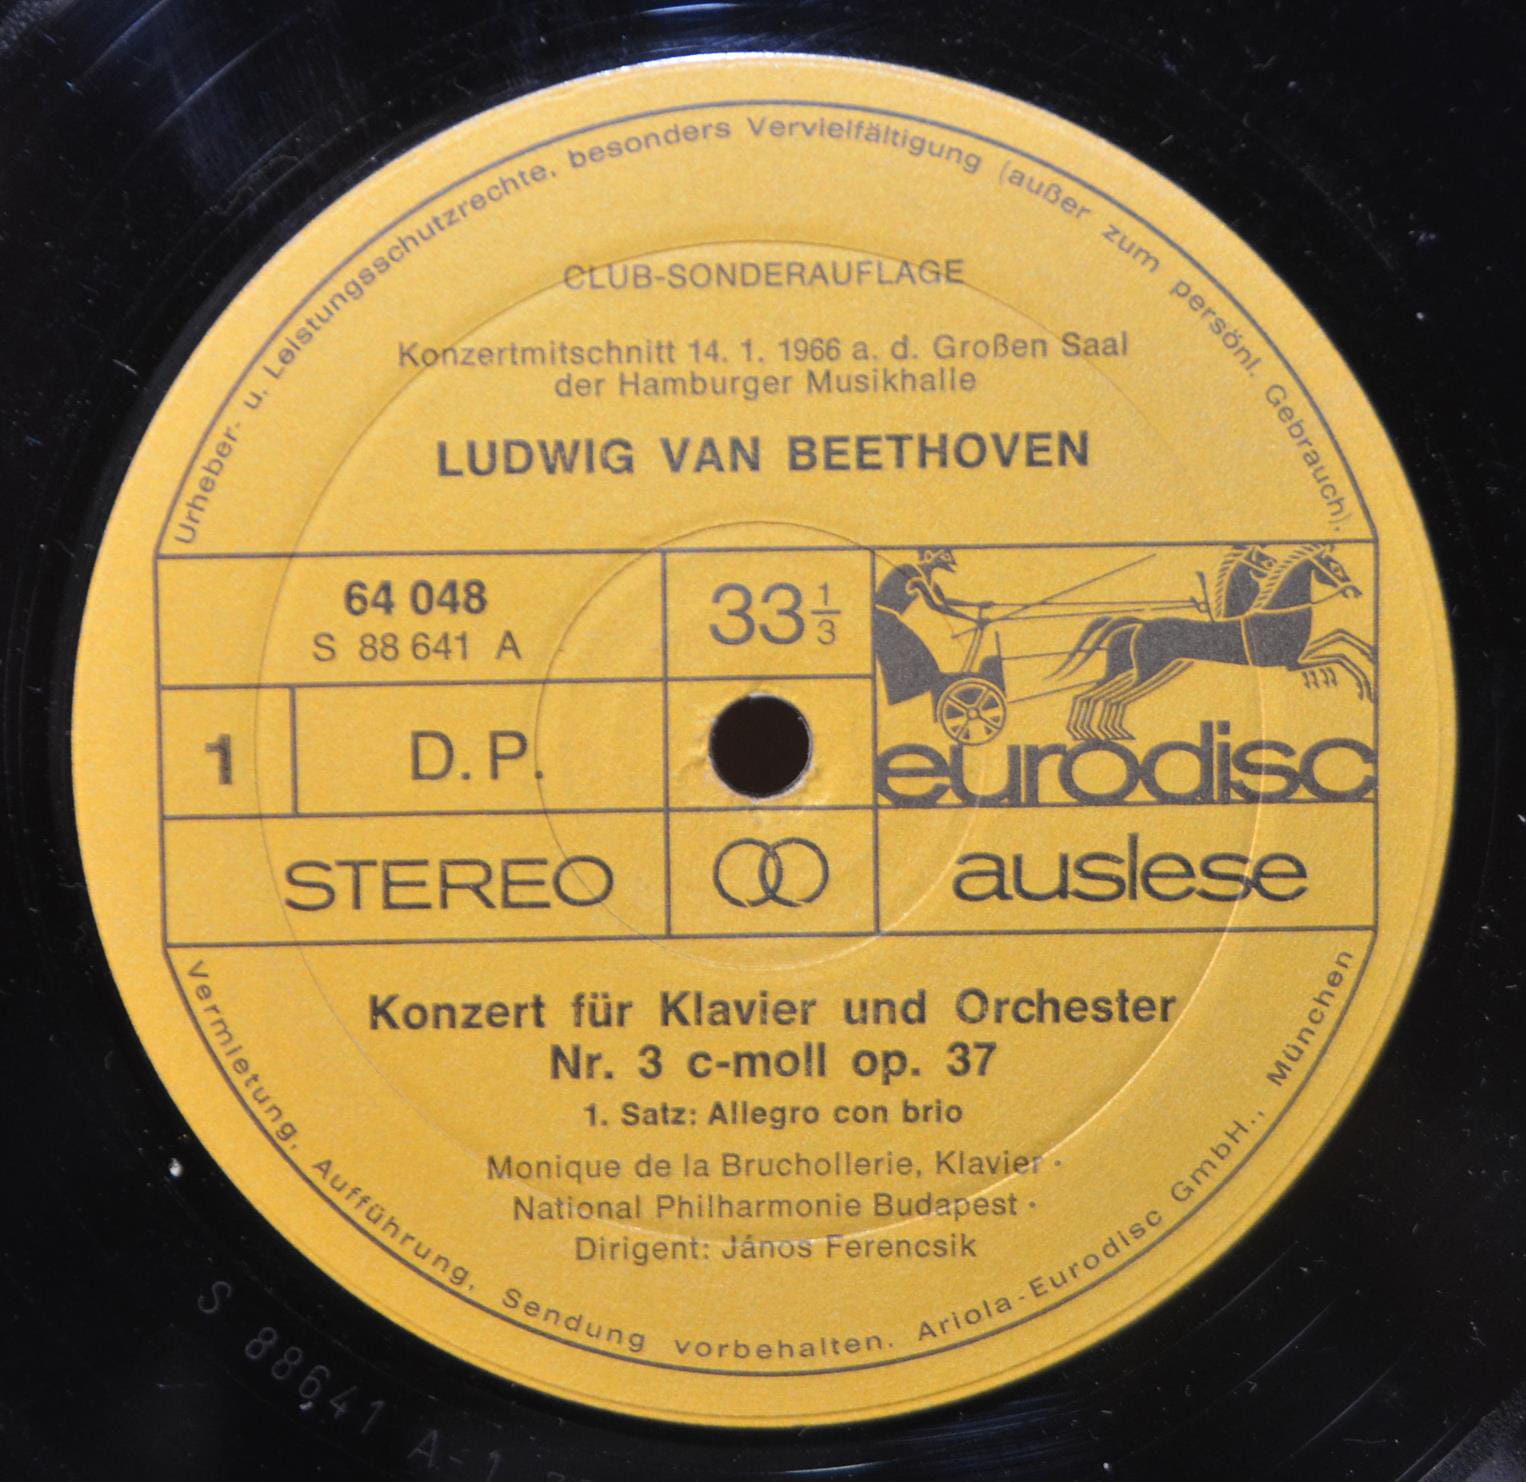 Urheber- u. Leistungsschutzrechte, besonders Vervielfältigung (außer zum persönl. Gebrauch),
CLUB-SONDERAUFLAGE
Konzertmitschnitt 14. 1. 1966 a. d. Großen Saal
der Hamburger Musikhalle
LUDWIG VAN BEETHOVEN
64 048
S 88 641 A
33 1/3
1
D. P.
eurodisc
STEREO
auslese
Konzert für Klavier und Orchester
Nr. 3 c-moll op. 37
1. Satz: Allegro con brio
Monique de la Bruchollerie, Klavier ·
National Philharmonie Budapest ·
Dirigent: János Ferencsik
Vermietung, Aufführung, Sendung vorbehalten. Ariola-Eurodisc GmbH., München
S 88641 A-1